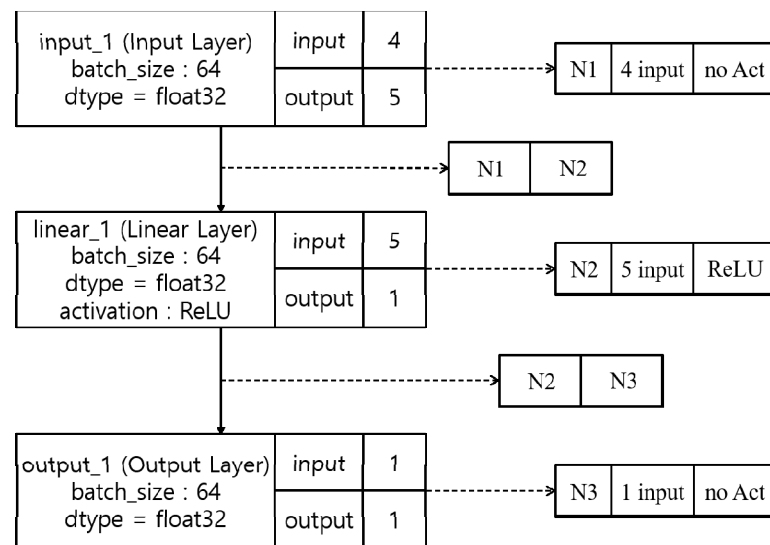 input_1 (Input Layer)
batch_size : 64
dtype = float32
input 4
output 5
N1 4 input no Act
N1 N2
linear_1 (Linear Layer)
batch_size : 64
dtype = float32
activation : ReLU
input 5
output 1
N2 5 input ReLU
N2 N3
output_1 (Output Layer)
batch_size : 64
dtype = float32
input 1
output 1
N3 1 input no Act